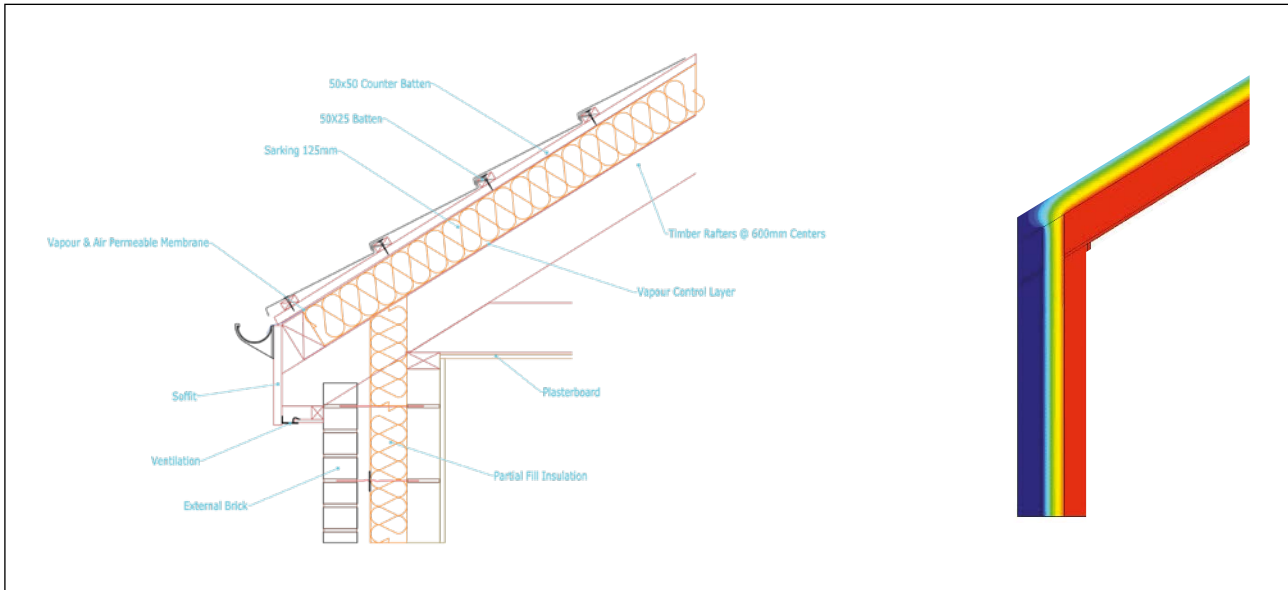 50x50 Counter Batten
50X25 Batten
Sarking 125mm
Vapour & Air Permeable Membrane
Timber Rafters @ 600mm Centers
Vapour Control Layer
Soffit
Plasterboard
Ventilation
Partial Fill Insulation
External Brick